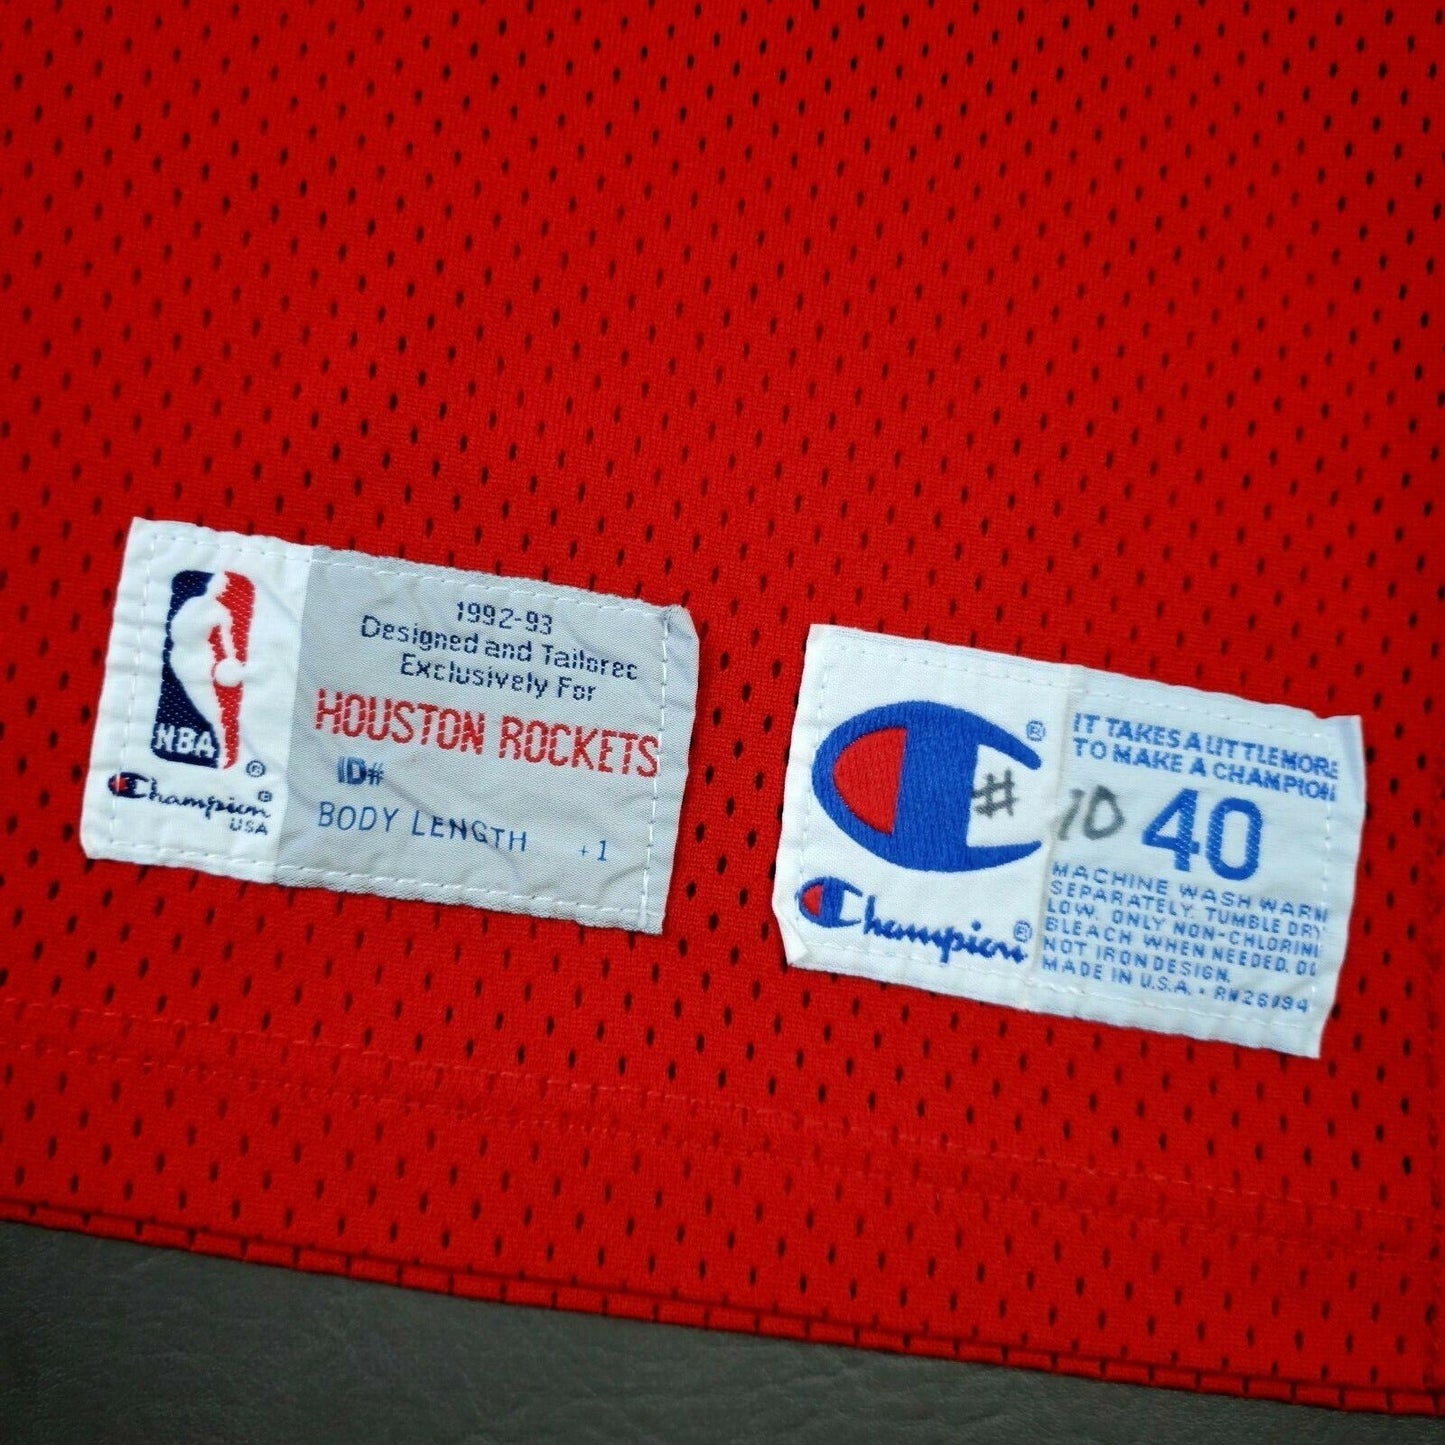 1992-93
Designed and Tailored
Exclusively For
HOUSTON ROCKETS
ID#
BODY LENGTH +1
NBA
®
Champion®
USA
®
IT TAKES A LITTLE MORE
TO MAKE A CHAMPION
# 10
40
Champion®
MACHINE WASH WARM
SEPARATELY. TUMBLE DRY
LOW. ONLY NON-CHLORINE
BLEACH WHEN NEEDED. DO
NOT IRON DESIGN.
MADE IN U.S.A. • RN26094